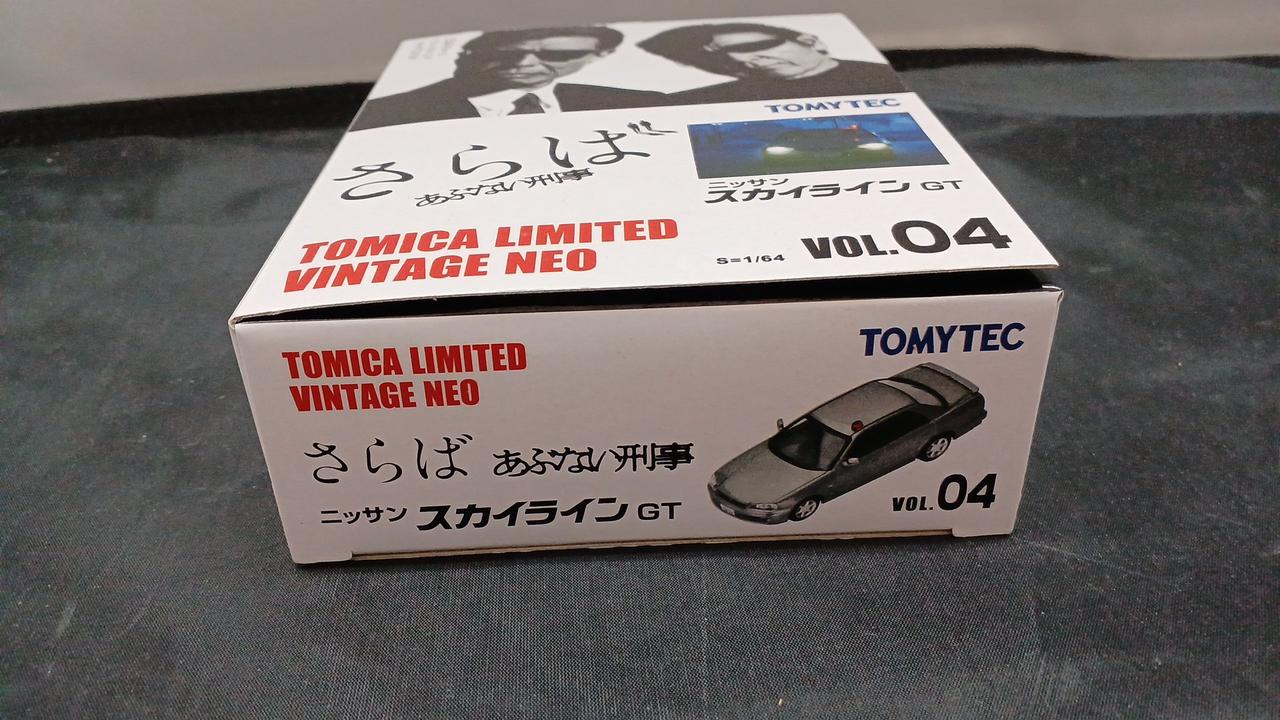 TOMYTEC
さらば
あぶない刑事
ニッサン
スカイライン GT
TOMICA LIMITED
VINTAGE NEO
S=1/64
VOL.04
TOMICA LIMITED
VINTAGE NEO
TOMYTEC
さらば あぶない刑事
ニッサン スカイライン GT
VOL.04